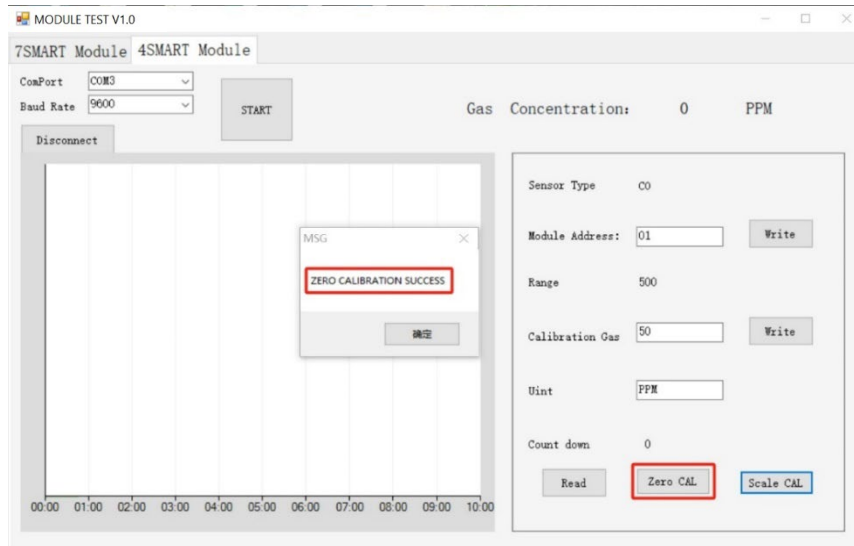 MODULE TEST V1.0
7SMART Module 4SMART Module
ComPort COM3
Baud Rate 9600
START
Gas Concentration: 0 PPM
Disconnect
Sensor Type CO
MSG
Module Address: 01 Write
ZERO CALIBRATION SUCCESS
Range 500
确定
Calibration Gas 50 Write
Uint PPM
Count down 0
Read Zero CAL Scale CAL
00:00 01:00 02:00 03:00 04:00 05:00 06:00 07:00 08:00 09:00 10:00